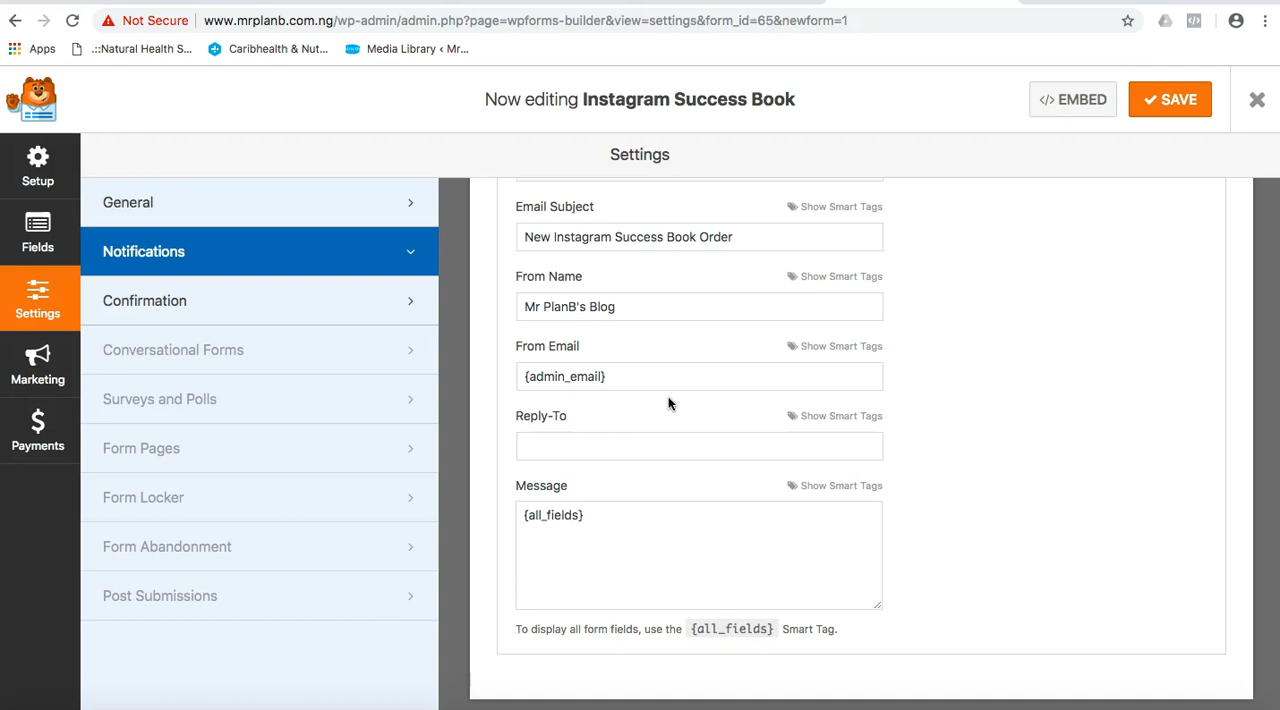 Not Secure
www.mrplanb.com.ng/wp-admin/admin.php?page=wpforms-builder&view=settings&form_id=65&newform=1
Apps
.::Natural Health S...
Caribhealth & Nut...
Media Library ‹ Mr...
Now editing Instagram Success Book
</> EMBED
SAVE
Settings
Setup
Fields
Settings
Marketing
Payments
General
Notifications
Confirmation
Conversational Forms
Surveys and Polls
Form Pages
Form Locker
Form Abandonment
Post Submissions
Email Subject
Show Smart Tags
New Instagram Success Book Order
From Name
Show Smart Tags
Mr PlanB's Blog
From Email
Show Smart Tags
{admin_email}
Reply-To
Show Smart Tags
Message
Show Smart Tags
{all_fields}
To display all form fields, use the {all_fields} Smart Tag.